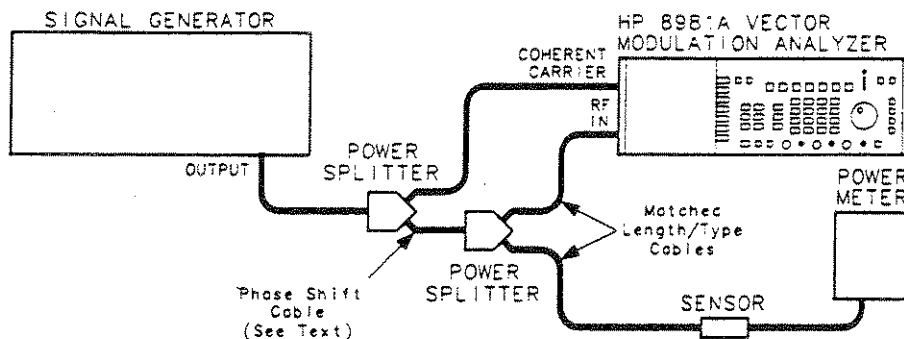 SIGNAL GENERATOR
HP 8981A VECTOR
MODULATION ANALYZER
COHERENT
CARRIER
RF
IN
OUTPUT
POWER
SPLITTER
POWER
METER
Matched
Length/Type
Cables
POWER
SPLITTER
Phase Shift
Cable
(See Text)
SENSOR